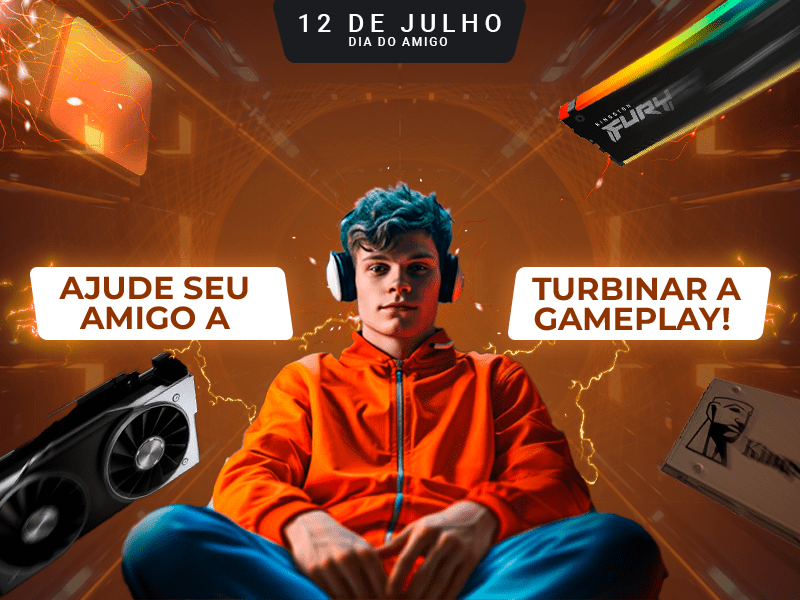 12 DE JULHO
DIA DO AMIGO
KINGSTON
FURY
AJUDE SEU
AMIGO A
TURBINAR A
GAMEPLAY!